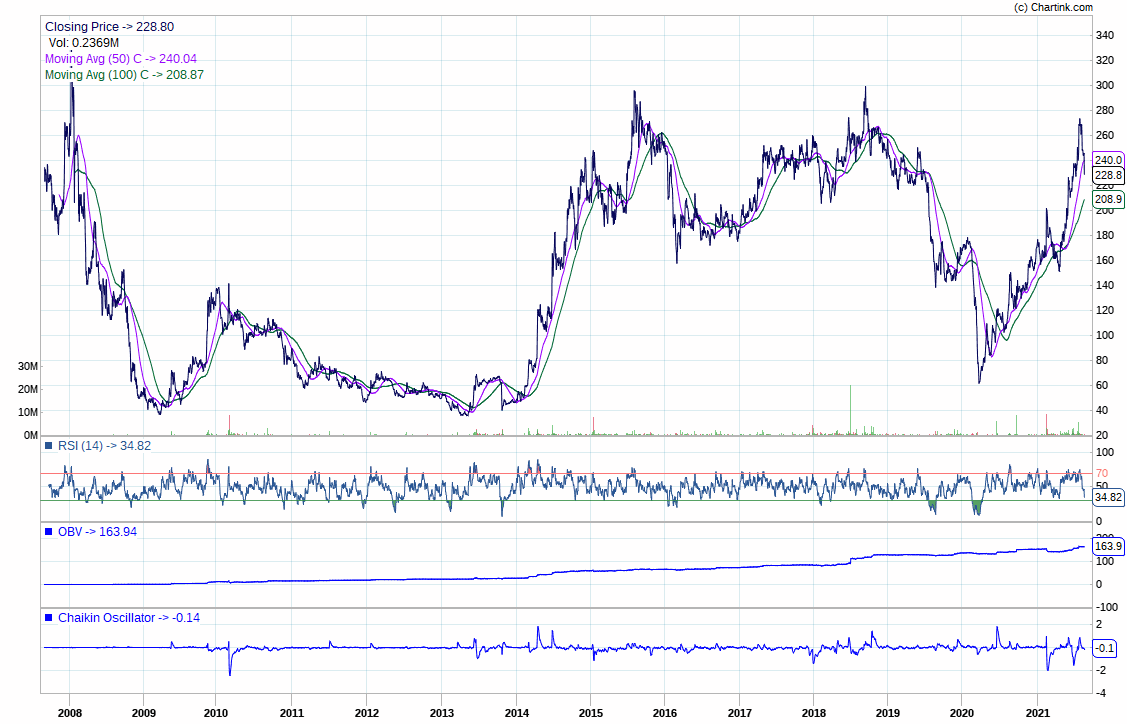 (c) Chartink.com
Closing Price -> 228.80
Vol: 0.2369M
Moving Avg (50) C -> 240.04
Moving Avg (100) C -> 208.87
340
320
300
280
260
240.0
228.8
220
208.9
200
180
160
140
120
100
80
60
40
20
30M
20M
10M
0M
RSI (14) -> 34.82
100
70
50
34.82
0
OBV -> 163.94
200
163.9
100
0
-100
Chaikin Oscillator -> -0.14
2
-0.1
-2
-4
2008 2009 2010 2011 2012 2013 2014 2015 2016 2017 2018 2019 2020 2021